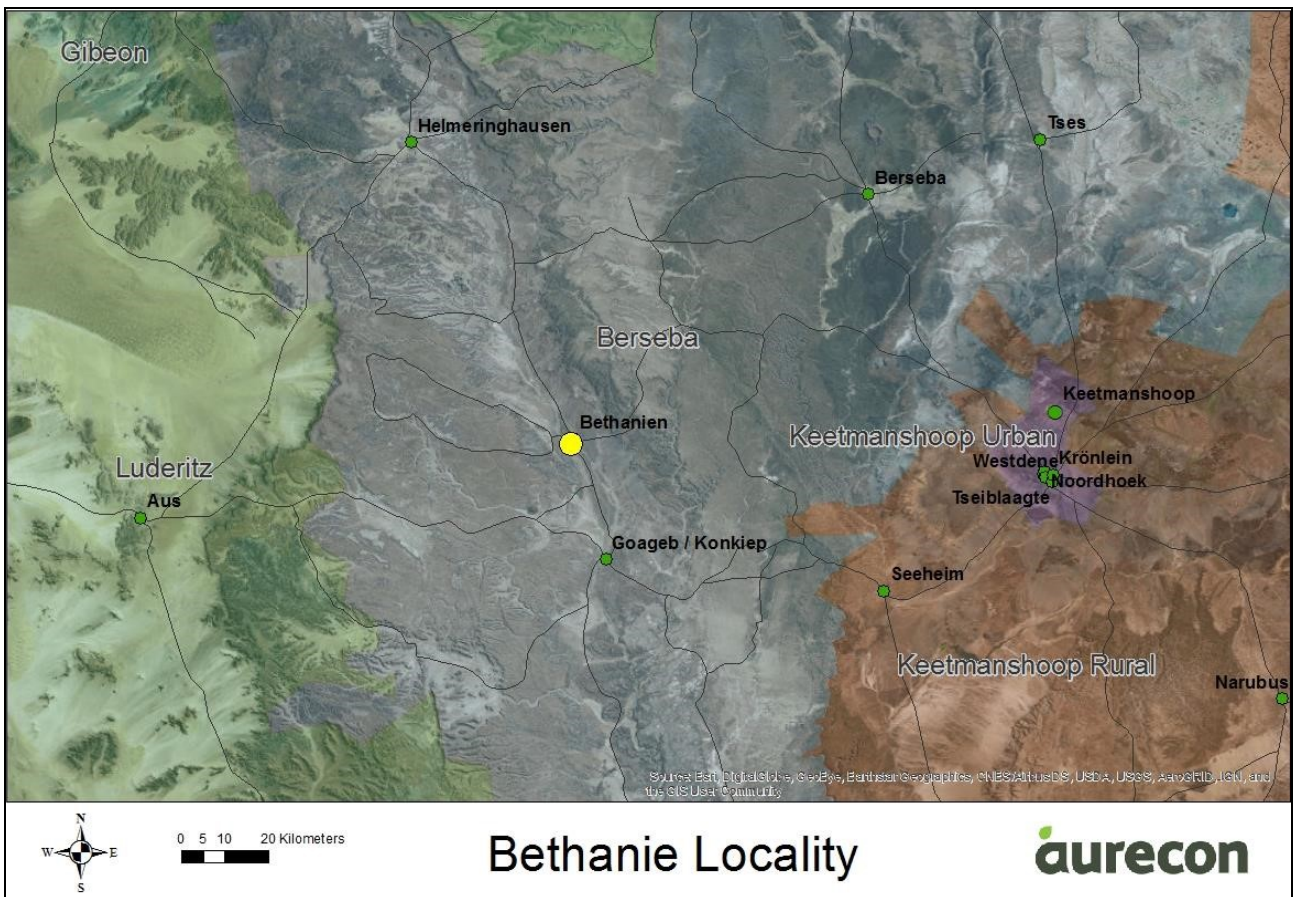 Gibeon
Helmeringhausen
Tses
Berseba
Berseba
Keetmanshoop
Bethanien
Keetmanshoop Urban
Luderitz
Westdene
Krönlein
Aus
Tseiblaagte
Noordhoek
Goageb / Konkiep
Seeheim
Keetmanshoop Rural
Narubus
Source: Esri, DigitalGlobe, GeoEye, Earthstar Geographics, CNES/Airbus DS, USDA, USGS, AeroGRID, IGN, and
the GIS User Community
N
W
E
S
0 5 10 20 Kilometers
Bethanie Locality
aurecon